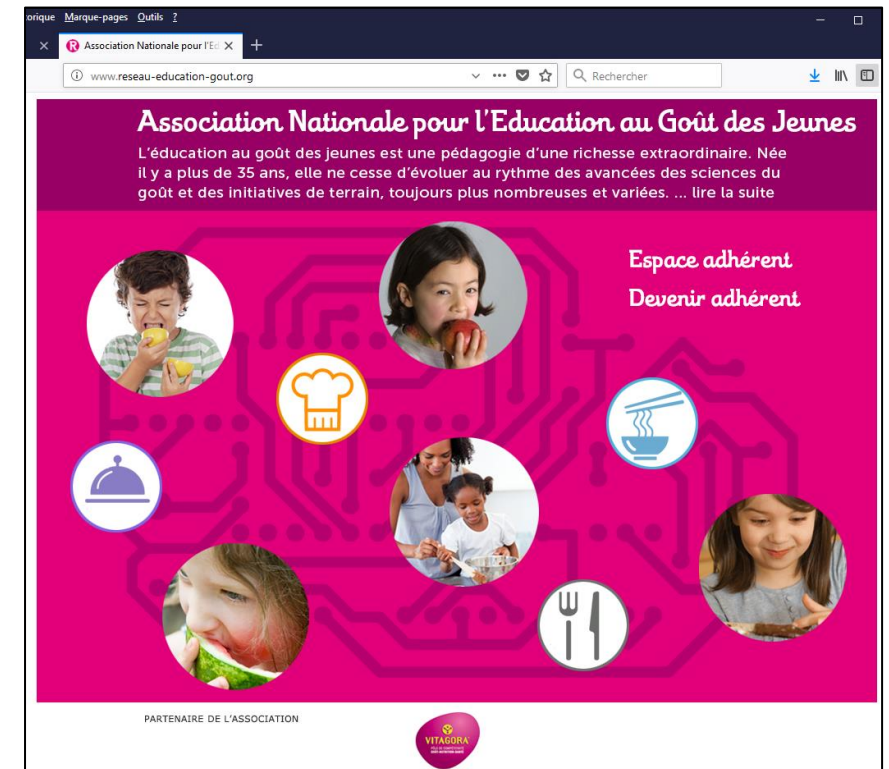 orique Marque-pages Outils ?
Association Nationale pour l'Ed
www.reseau-education-gout.org
Rechercher
Association Nationale pour l'Education au Goût des Jeunes
L'éducation au goût des jeunes est une pédagogie d'une richesse extraordinaire. Née
il y a plus de 35 ans, elle ne cesse d'évoluer au rythme des avancées des sciences du
goût et des initiatives de terrain, toujours plus nombreuses et variées. ... lire la suite
Espace adhérent
Devenir adhérent
PARTENAIRE DE L'ASSOCIATION
VITAGORA